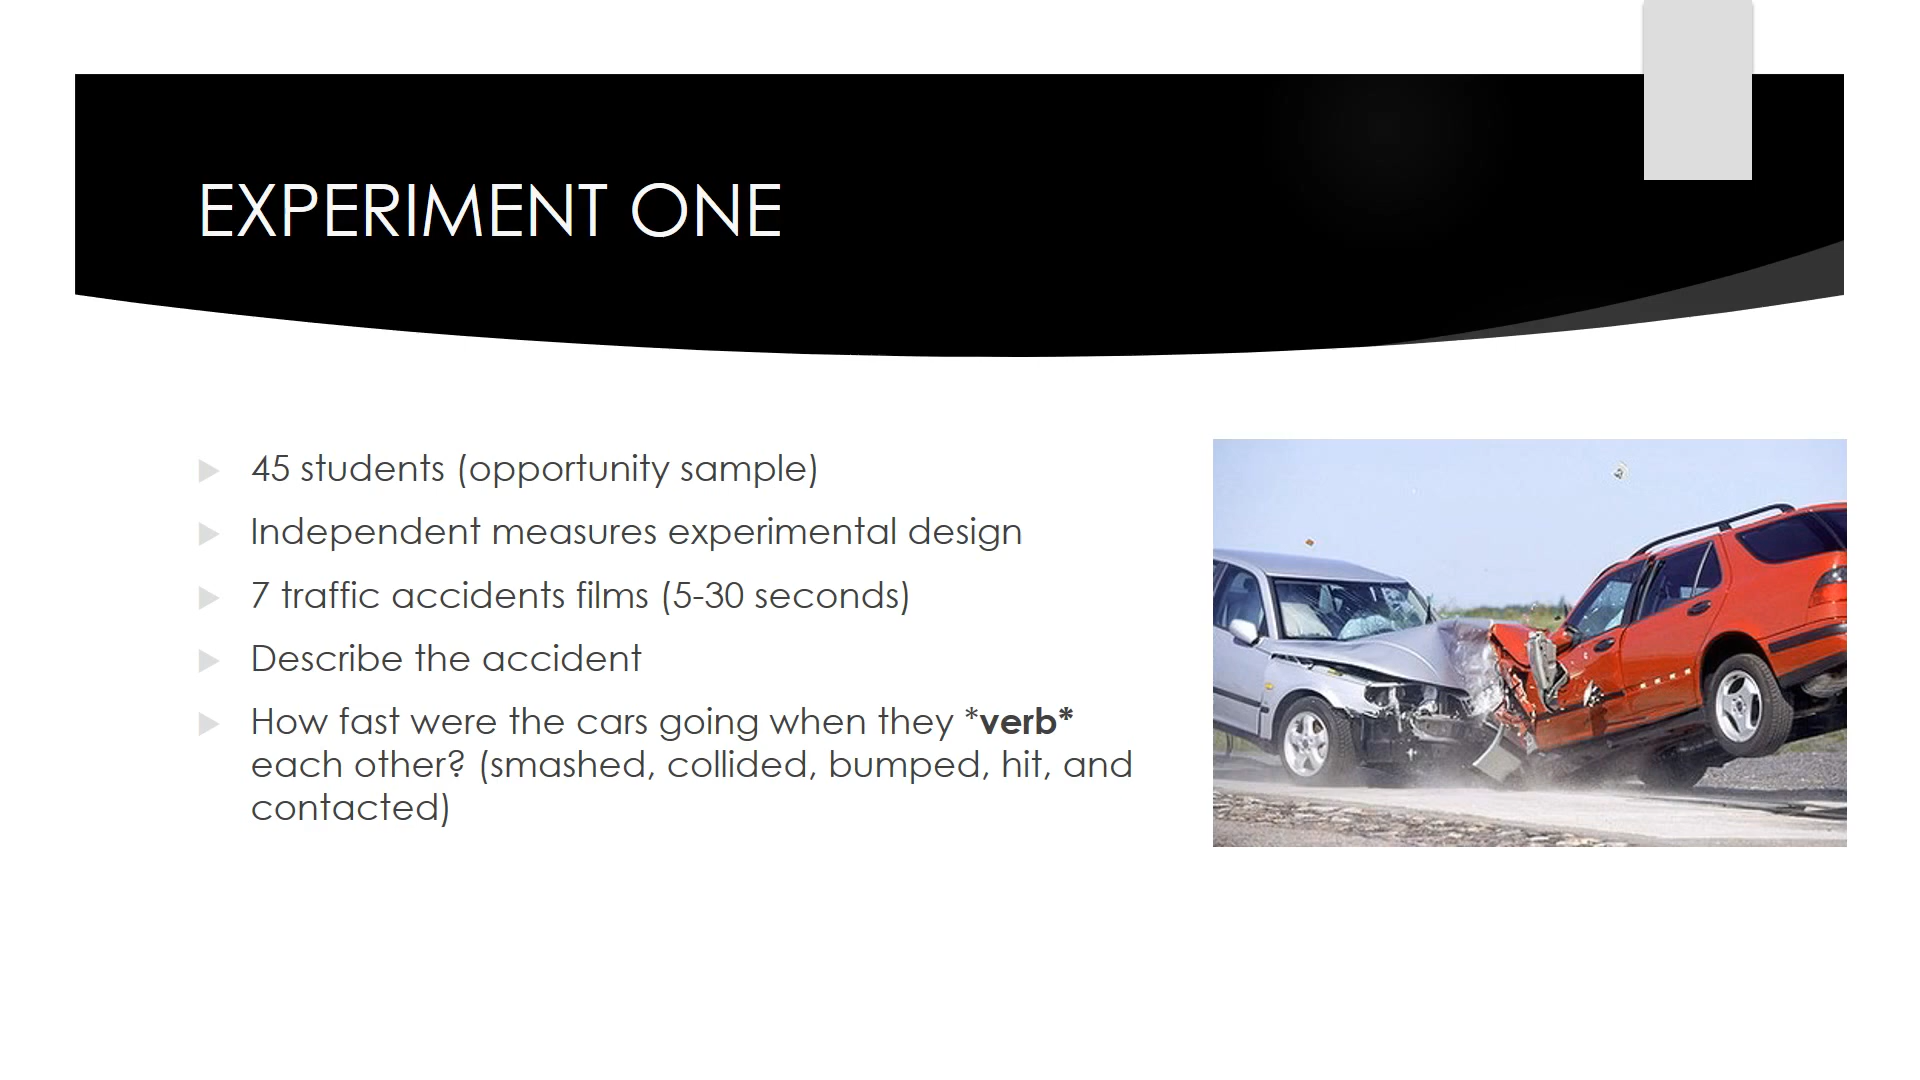 EXPERIMENT ONE
45 students (opportunity sample)
Independent measures experimental design
7 traffic accidents films (5-30 seconds)
Describe the accident
How fast were the cars going when they *verb*
each other? (smashed, collided, bumped, hit, and
contacted)